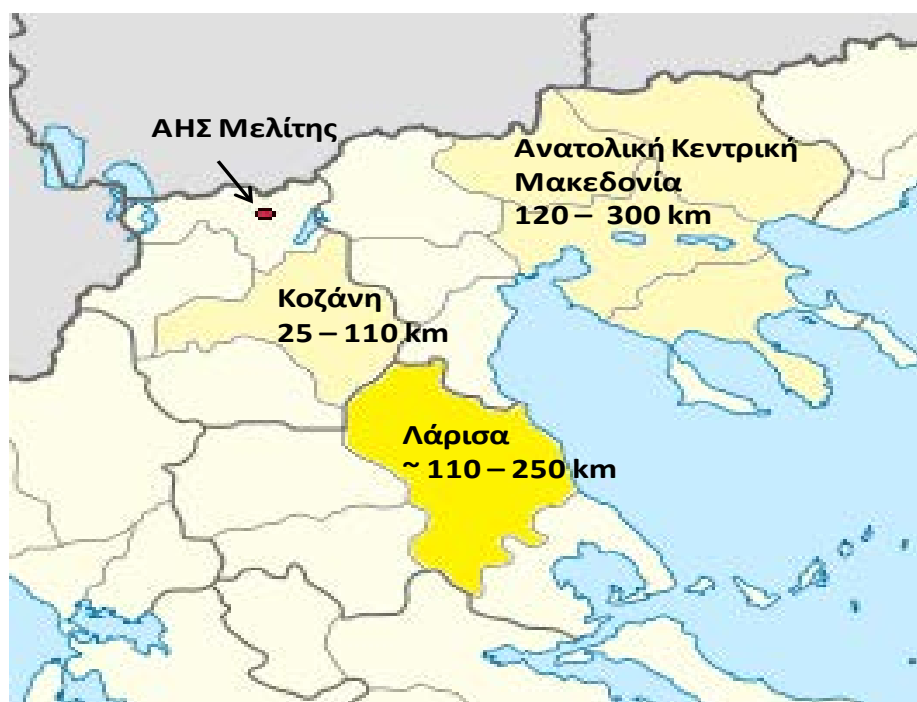 ΑΗΣ Μελίτης
Ανατολική Κεντρική
Μακεδονία
120 – 300 km
Κοζάνη
25 – 110 km
Λάρισα
~ 110 – 250 km